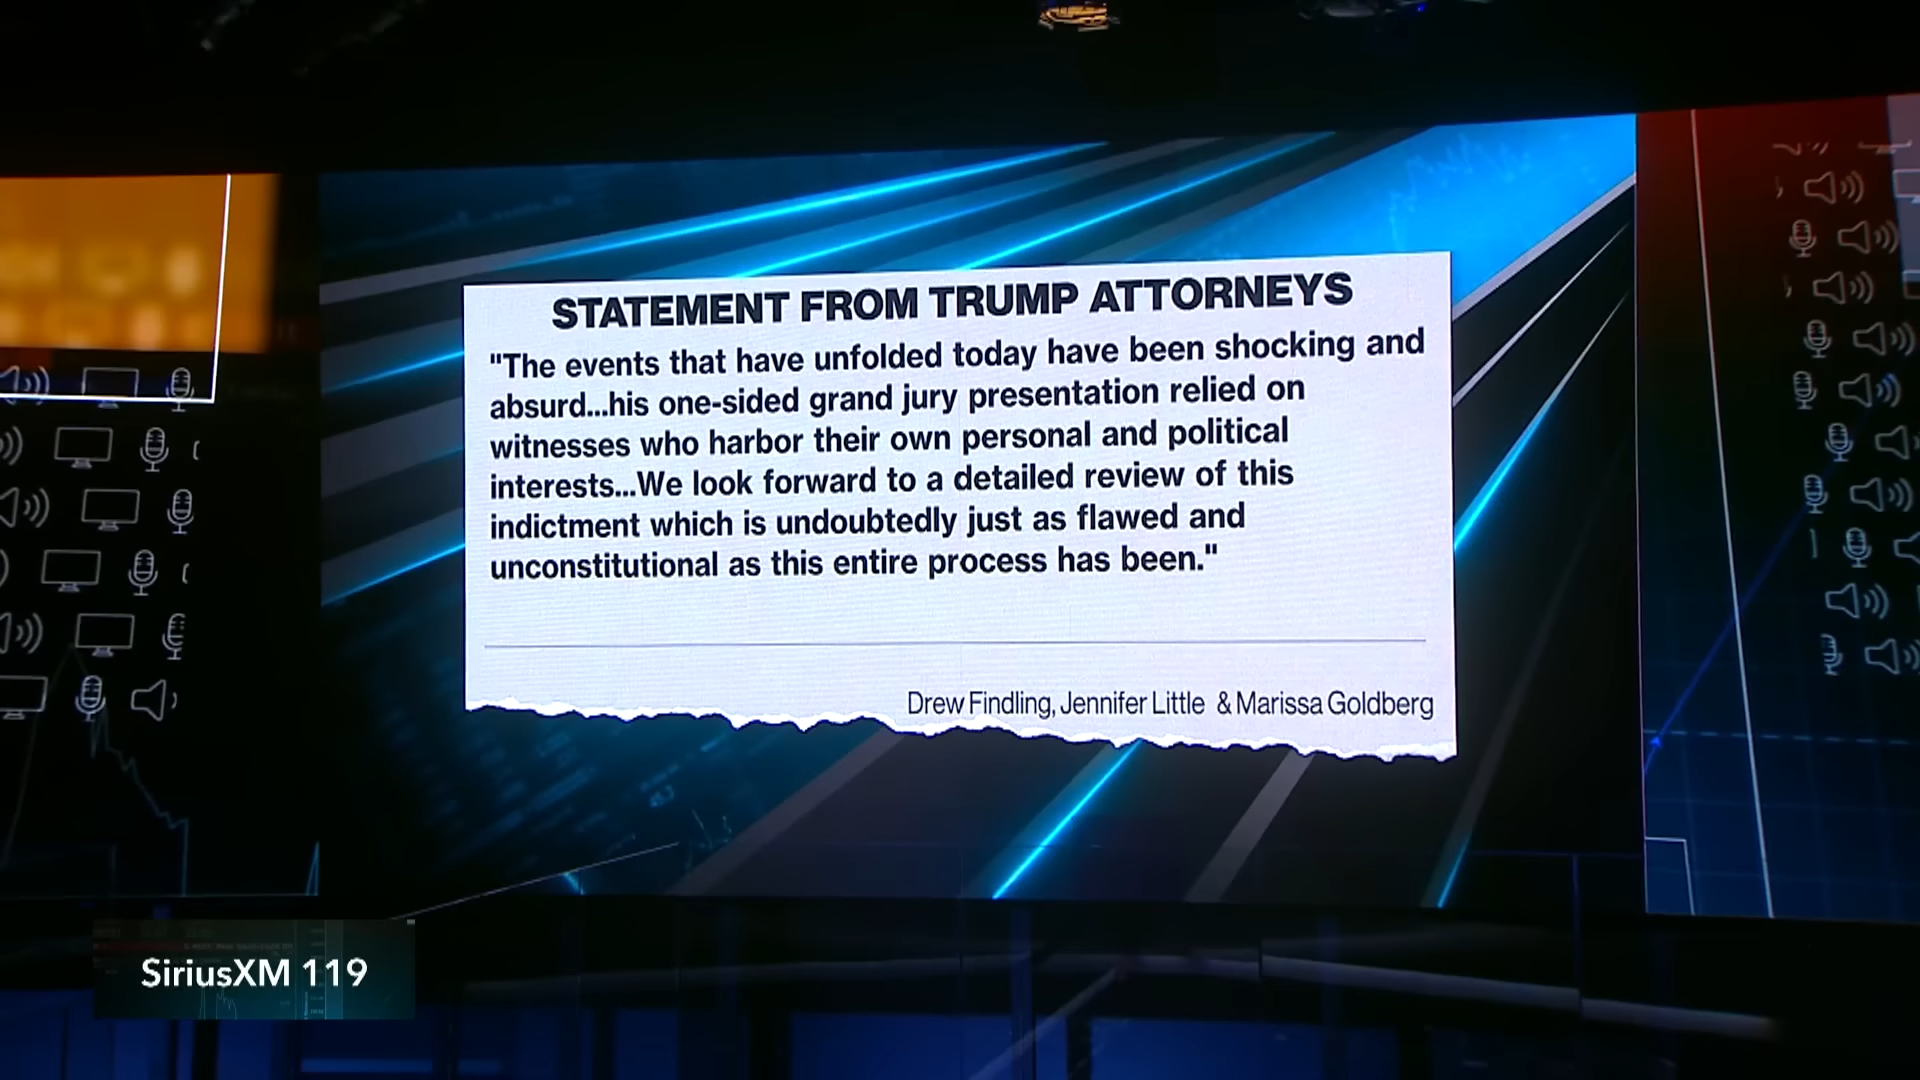 STATEMENT FROM TRUMP ATTORNEYS
"The events that have unfolded today have been shocking and
absurd...his one-sided grand jury presentation relied on
witnesses who harbor their own personal and political
interests...We look forward to a detailed review of this
indictment which is undoubtedly just as flawed and
unconstitutional as this entire process has been."
Drew Findling, Jennifer Little & Marissa Goldberg
SiriusXM 119